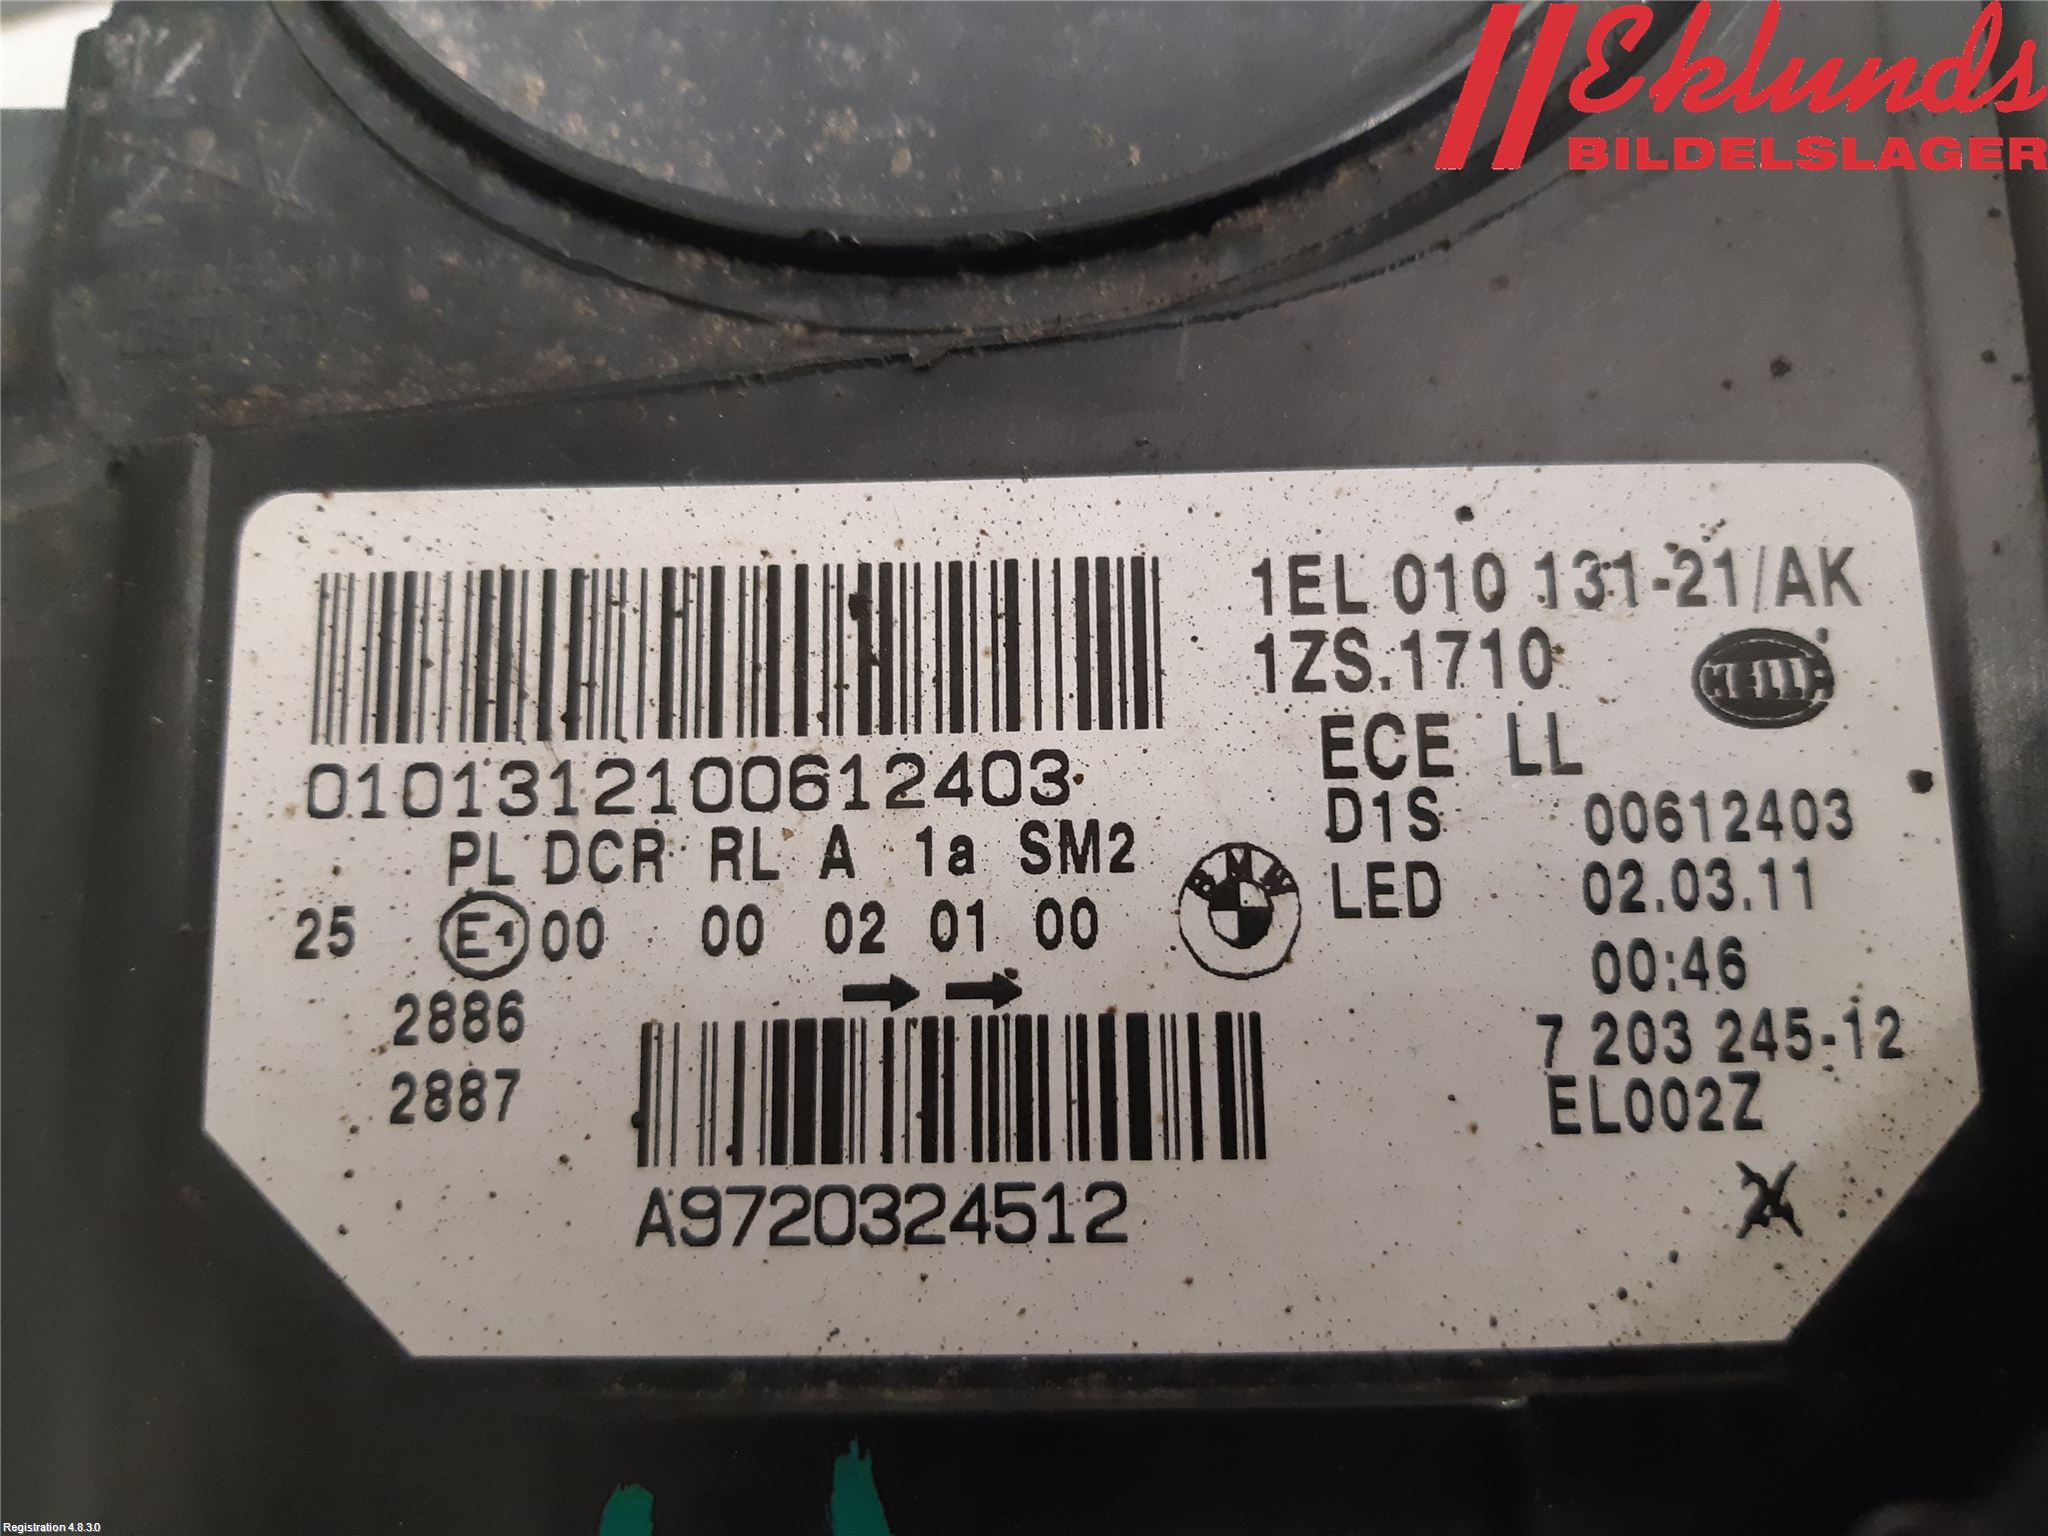 Eklunds
BILDELSLAGER
1EL 010 131-21/AK
1ZS.1710
HELLA
ECE LL
0101312100612403
D1S 00612403
PL DCR RL A 1a SM2
BMW
LED 02.03.11
25 E1 00 00 02 01 00
00:46
2886
7 203 245-12
2887
EL002Z
A9720324512
Registration 4.8.3.0